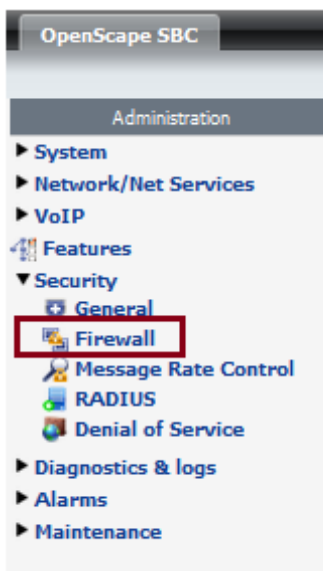 OpenScape SBC
Administration
System
Network/Net Services
VoIP
Features
Security
General
Firewall
Message Rate Control
RADIUS
Denial of Service
Diagnostics & logs
Alarms
Maintenance